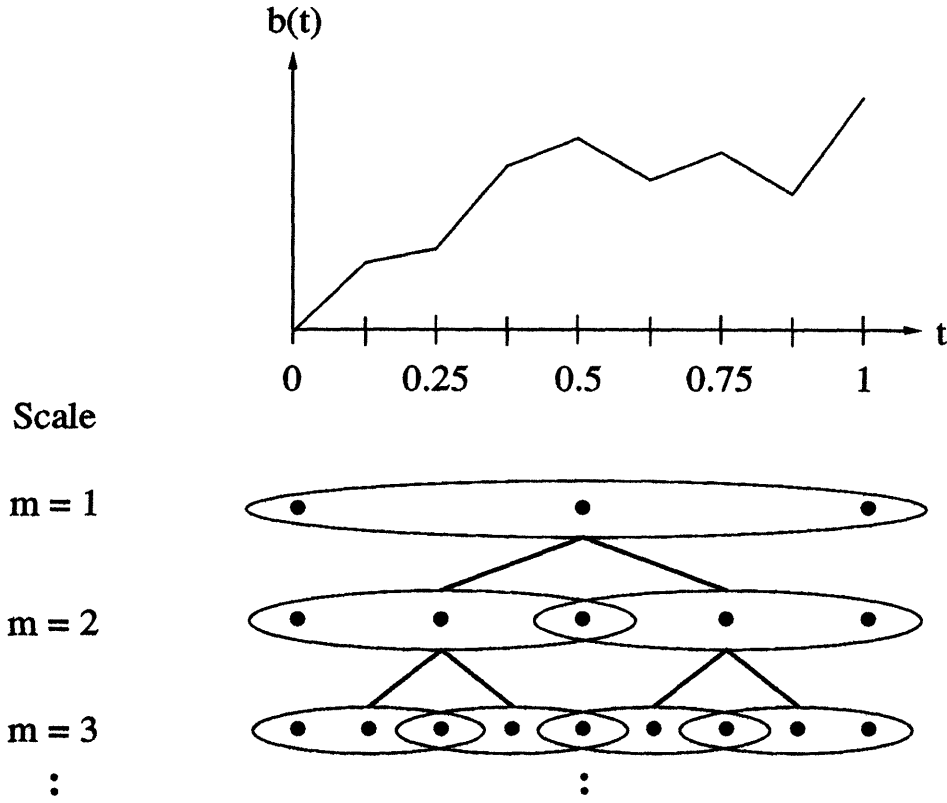 b(t)
t
0 0.25 0.5 0.75 1
Scale
m = 1
m = 2
m = 3
:
: